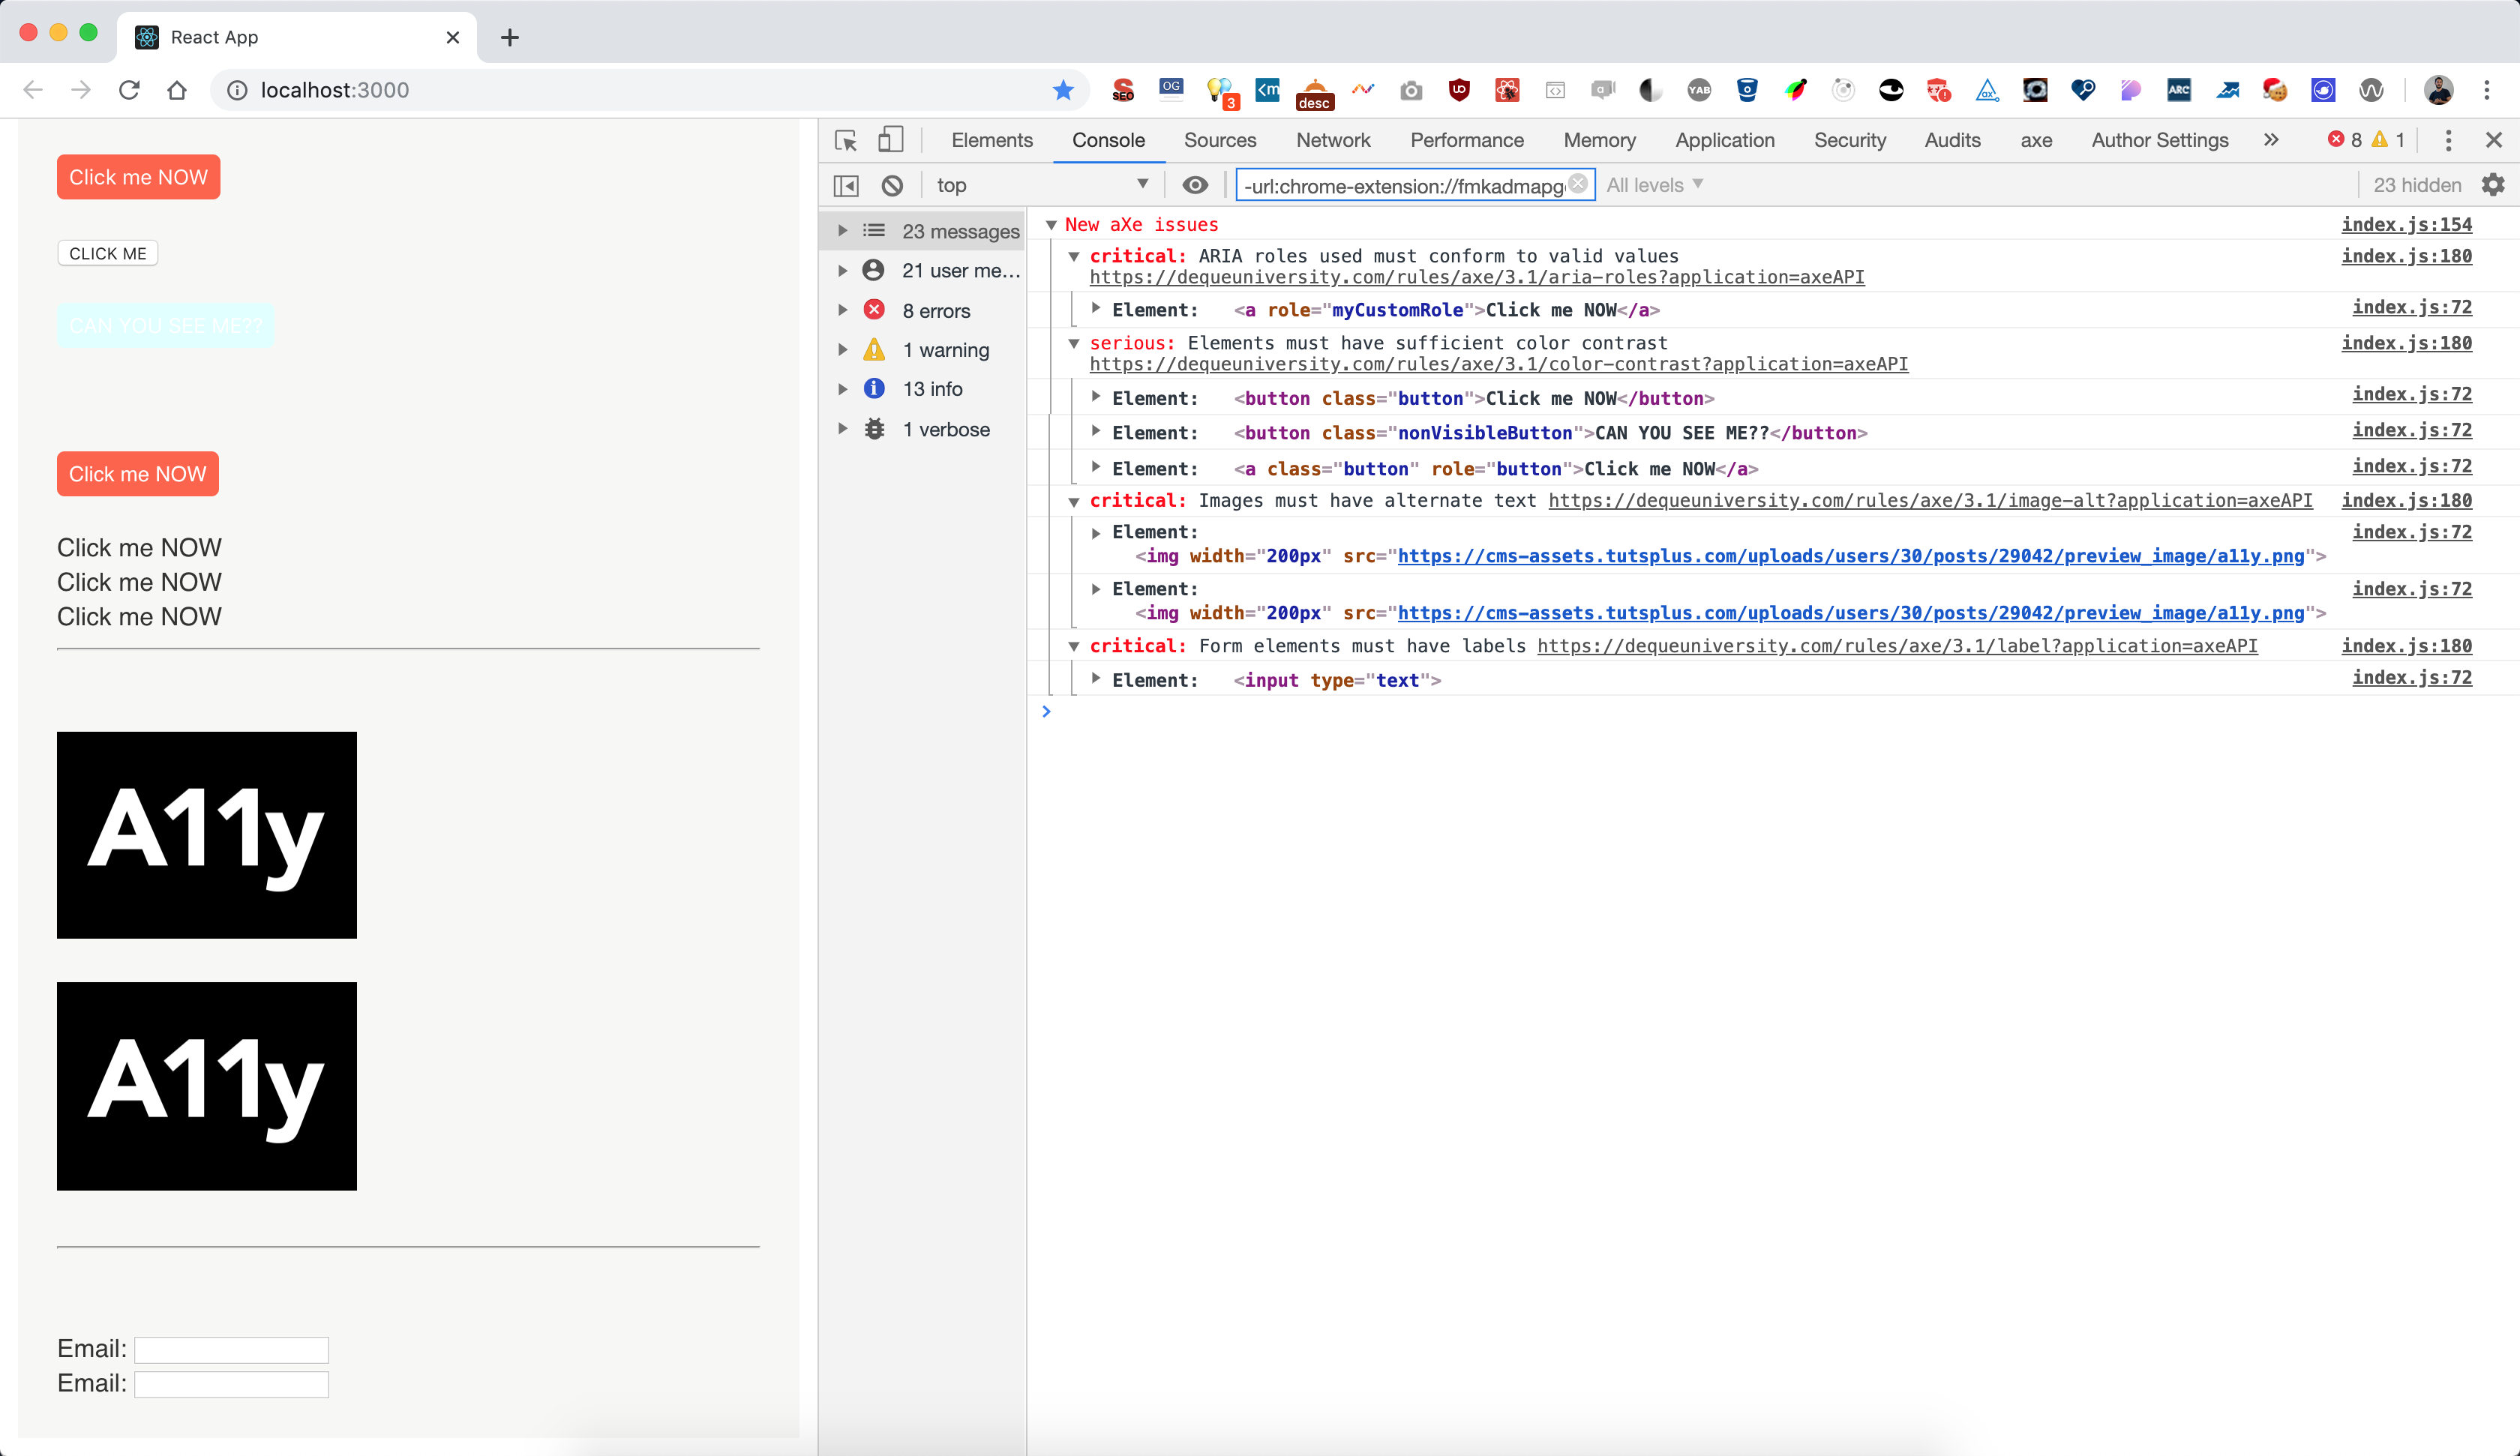 React App
localhost:3000
SEO
OG
3
<m
desc
YAB
ARC
Click me NOW
CLICK ME
CAN YOU SEE ME??
Click me NOW
Click me NOW
Click me NOW
Click me NOW
A11y
A11y
Email:
Email:
Elements Console Sources Network Performance Memory Application Security Audits axe Author Settings » 8 1
top -url:chrome-extension://fmkadmapg All levels 23 hidden
23 messages
21 user me…
8 errors
1 warning
13 info
1 verbose
New aXe issues index.js:154
critical: ARIA roles used must conform to valid values index.js:180
https://dequeuniversity.com/rules/axe/3.1/aria-roles?application=axeAPI
Element: <a role="myCustomRole">Click me NOW</a> index.js:72
serious: Elements must have sufficient color contrast index.js:180
https://dequeuniversity.com/rules/axe/3.1/color-contrast?application=axeAPI
Element: <button class="button">Click me NOW</button> index.js:72
Element: <button class="nonVisibleButton">CAN YOU SEE ME??</button> index.js:72
Element: <a class="button" role="button">Click me NOW</a> index.js:72
critical: Images must have alternate text https://dequeuniversity.com/rules/axe/3.1/image-alt?application=axeAPI index.js:180
Element: index.js:72
<img width="200px" src="https://cms-assets.tutsplus.com/uploads/users/30/posts/29042/preview_image/a11y.png">
Element: index.js:72
<img width="200px" src="https://cms-assets.tutsplus.com/uploads/users/30/posts/29042/preview_image/a11y.png">
critical: Form elements must have labels https://dequeuniversity.com/rules/axe/3.1/label?application=axeAPI index.js:180
Element: <input type="text"> index.js:72